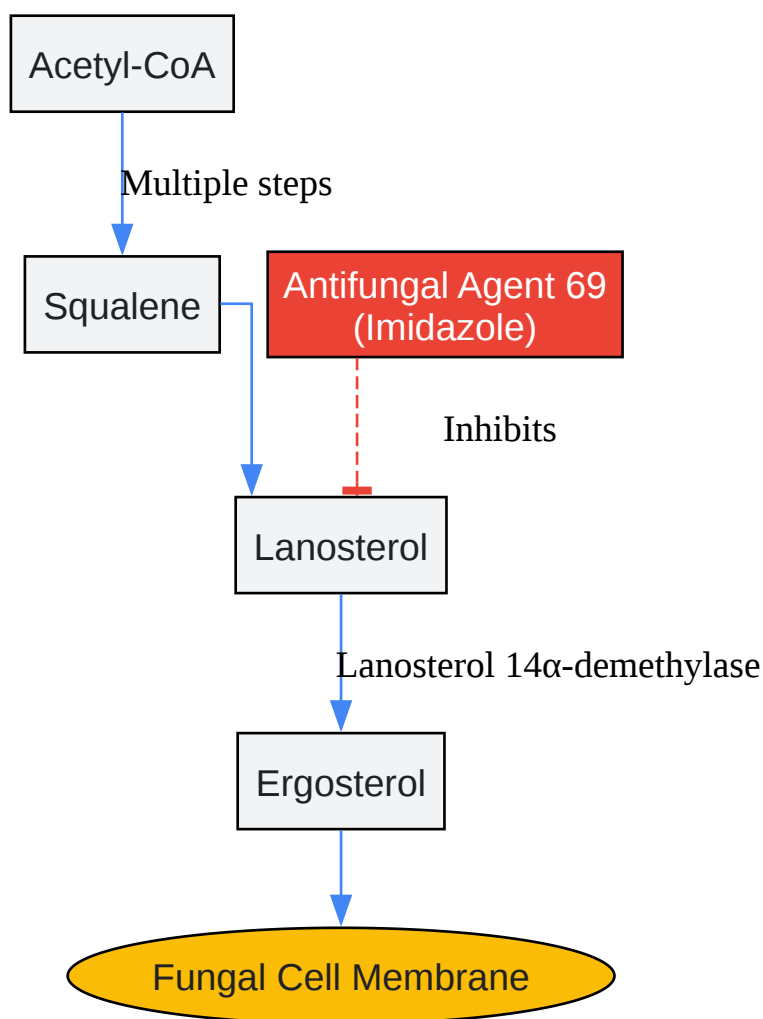 Acetyl-CoA
Multiple steps
Squalene
Antifungal Agent 69
(Imidazole)
Inhibits
Lanosterol
Lanosterol 14α-demethylase
Ergosterol
Fungal Cell Membrane